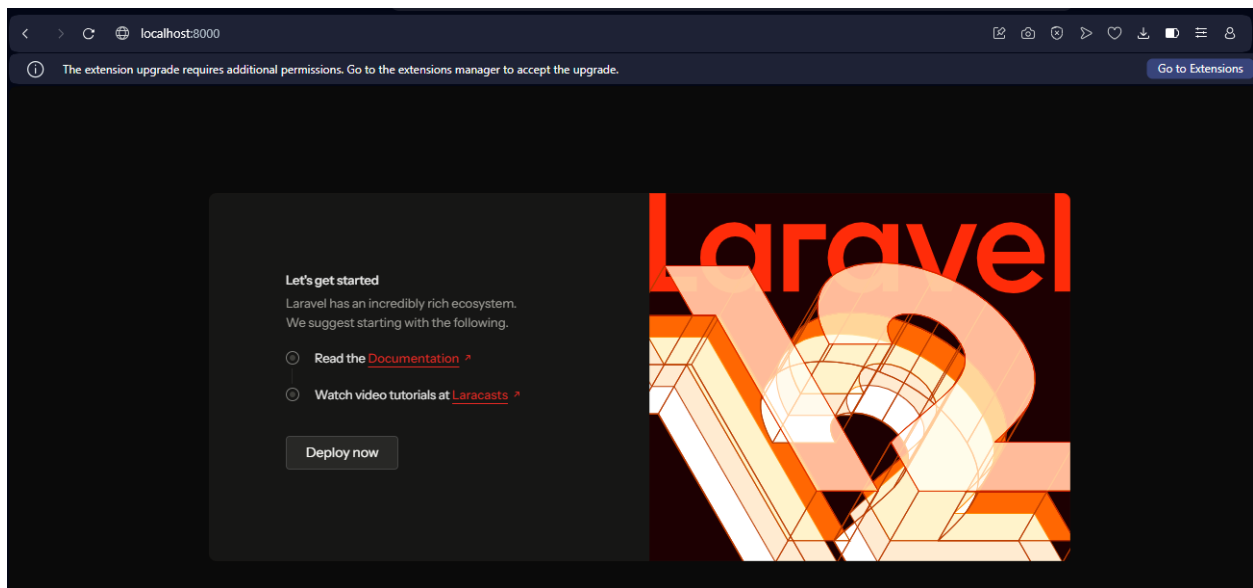 localhost:8000
The extension upgrade requires additional permissions. Go to the extensions manager to accept the upgrade.
Go to Extensions
Laravel
12
Let's get started
Laravel has an incredibly rich ecosystem.
We suggest starting with the following.
Read the Documentation
Watch video tutorials at Laracasts
Deploy now